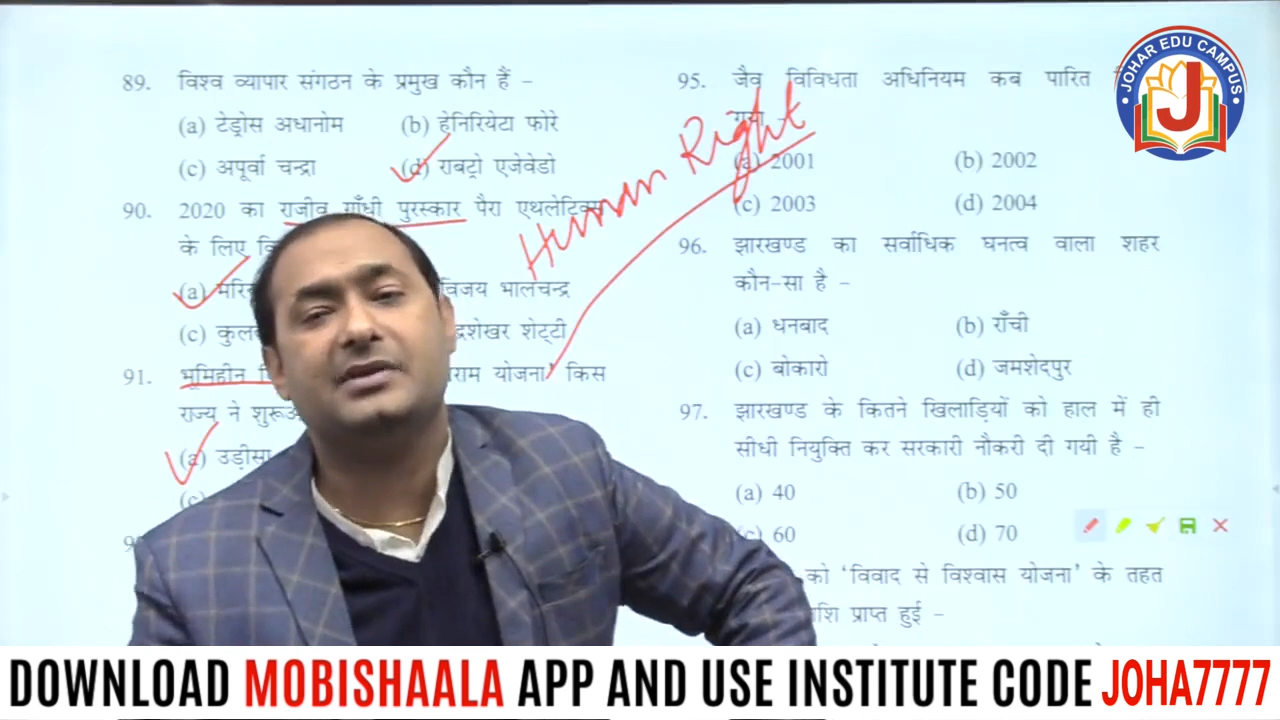 89. विश्व व्यापार संगठन के प्रमुख कौन हैं -
(a) टेड्रोस अधानोम (b) हेनिरियेटा फोरे
(c) अपूर्वा चन्द्रा (d) राबट्रो एजेवेडो
90. 2020 का राजीव गाँधी पुरस्कार पैरा एथलेटिक्स
के लिए
(a)
विजय भालचन्द्र
(c)
शेट्टी
91. भूमिहीन
योजना' किस
राज्य ने
(a) उड़ीसा
Human Right
95. जैव विविधता अधिनियम कब पारित
गया -
(a) 2001 (b) 2002
(c) 2003 (d) 2004
96. झारखण्ड का सर्वाधिक घनत्व वाला शहर
कौन-सा है -
(a) धनबाद (b) राँची
(c) बोकारो (d) जमशेदपुर
97. झारखण्ड के कितने खिलाड़ियों को हाल में ही
सीधी नियुक्ति कर सरकारी नौकरी दी गयी है -
(a) 40 (b) 50
(c) 60 (d) 70
को 'विवाद से विश्वास योजना' के तहत
प्राप्त हुई -
JOHAR EDU CAMPUS
J
DOWNLOAD MOBISHAALA APP AND USE INSTITUTE CODE JOHA7777